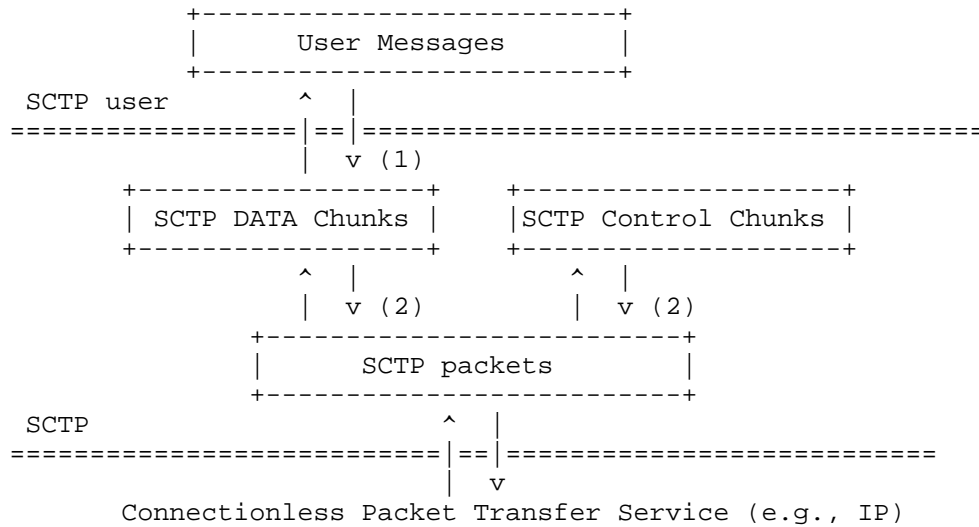 User Messages
SCTP user
(1)
SCTP DATA Chunks SCTP Control Chunks
(2) (2)
SCTP packets
SCTP
Connectionless Packet Transfer Service (e.g., IP)